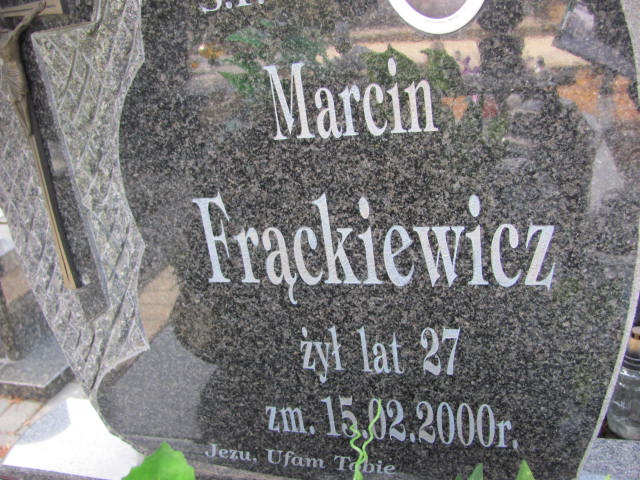 Ś.P.
Marcin
Frąckiewicz
żył lat 27
zm. 15.02.2000r.
Jezu, Ufam Tobie